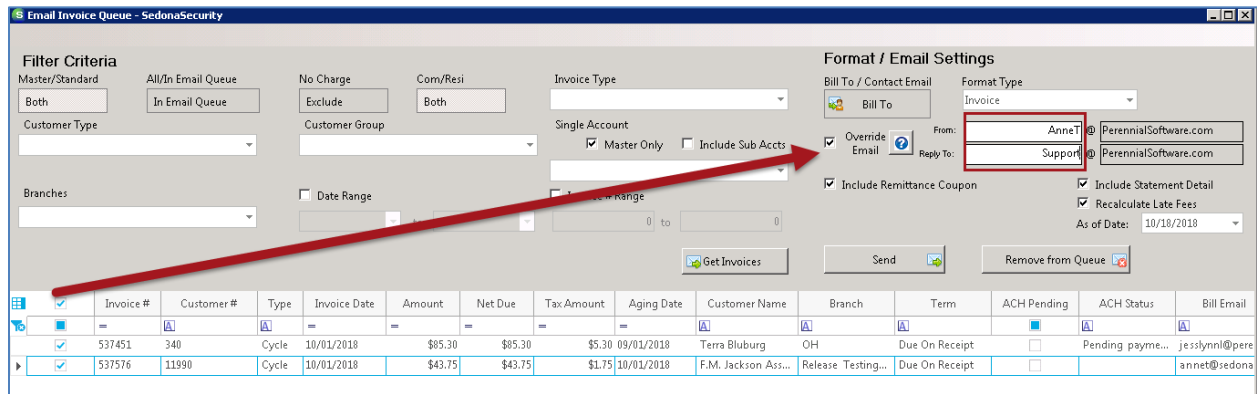 Email Invoice Queue - SedonaSecurity
Filter Criteria
Format / Email Settings
Master/Standard All/In Email Queue No Charge Com/Resi Invoice Type Bill To / Contact Email Format Type
Both In Email Queue Exclude Both Bill To Invoice
Customer Type Customer Group Single Account Override Email ? From: AnneT @ PerennialSoftware.com
Master Only Include Sub Accts Reply To: Support @ PerennialSoftware.com
Branches Date Range Range Include Remittance Coupon Include Statement Detail
Recalculate Late Fees
0 to 0 As of Date: 10/18/2018
Get Invoices Send Remove from Queue
Invoice # Customer # Type Invoice Date Amount Net Due Tax Amount Aging Date Customer Name Branch Term ACH Pending ACH Status Bill Email
= A A = = = = = A A A A A
537451 340 Cycle 10/01/2018 $85.30 $85.30 $5.30 09/01/2018 Terra Bluburg OH Due On Receipt Pending payme... jesslynnl@pere
537576 11990 Cycle 10/01/2018 $43.75 $43.75 $1.75 10/01/2018 F.M. Jackson Ass... Release Testing... Due On Receipt annet@sedona